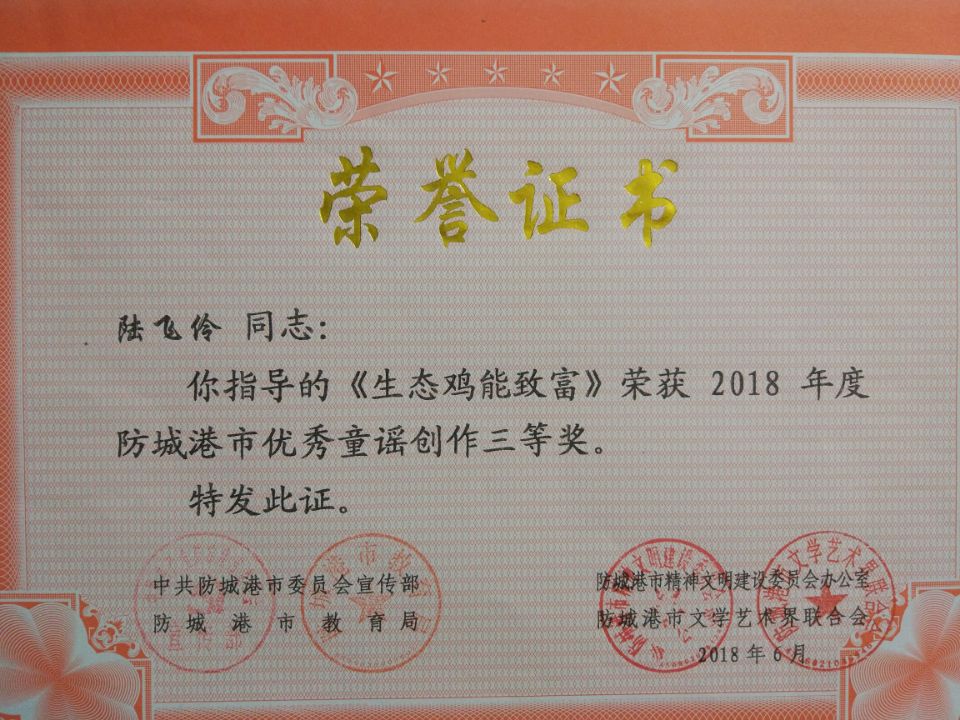 荣誉证书
陆飞伶 同志：
你指导的《生态鸡能致富》荣获 2018 年度
防城港市优秀童谣创作三等奖。
特发此证。
中共防城港市委员会宣传部
防城港市教育局
防城港市精神文明建设委员会办公室
防城港市文学艺术界联合会
2018 年 6 月